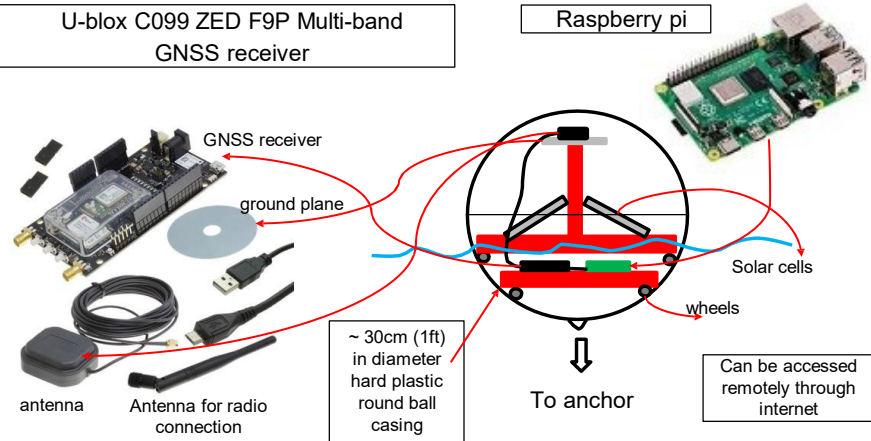 U-blox C099 ZED F9P Multi-band
GNSS receiver
Raspberry pi
GNSS receiver
ground plane
Solar cells
wheels
~ 30cm (1ft)
in diameter
hard plastic
round ball
casing
To anchor
Can be accessed
remotely through
internet
antenna
Antenna for radio
connection